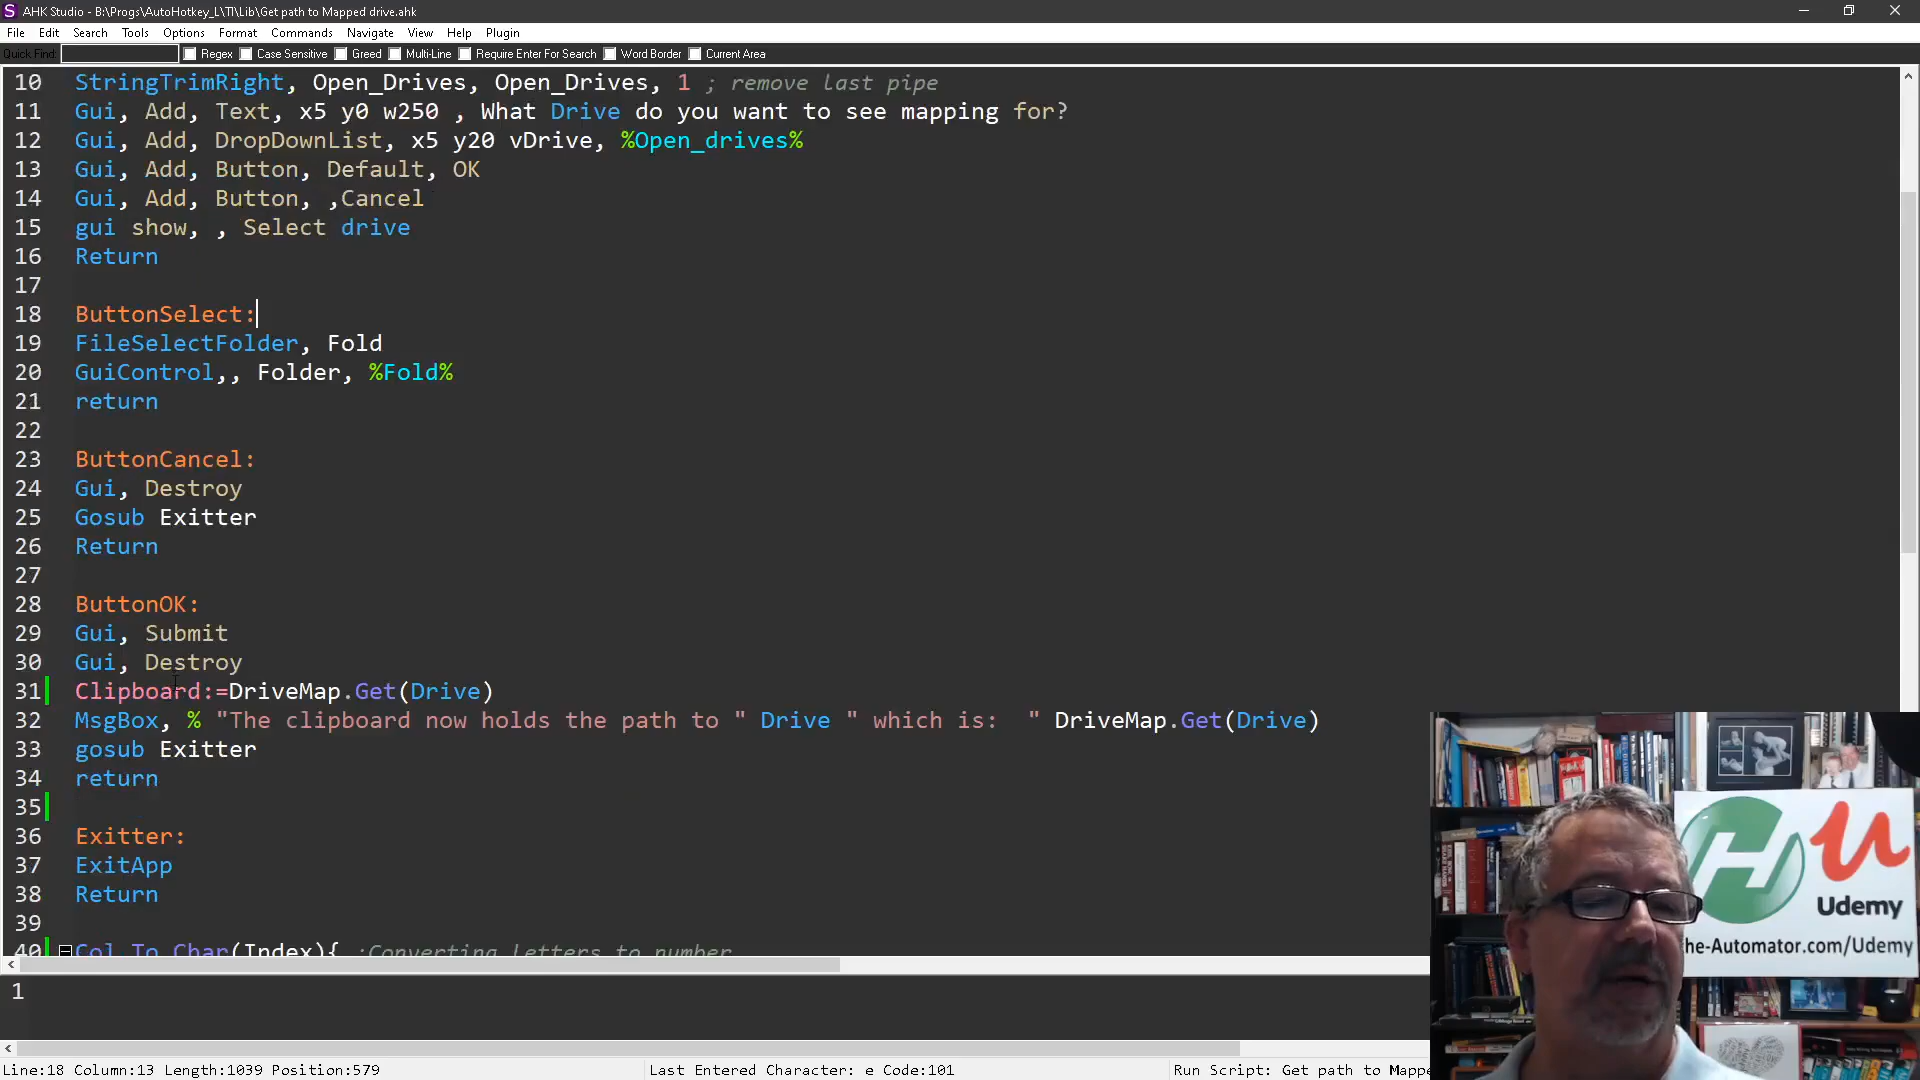 AHK Studio - B:\Progs\AutoHotkey_L\TI\Lib\Get path to Mapped drive.ahk
File Edit Search Tools Options Format Commands Navigate View Help Plugin
Quick Find: Regex Case Sensitive Greed Multi-Line Require Enter For Search Word Border Current Area
10 StringTrimRight, Open_Drives, Open_Drives, 1 ; remove last pipe
11 Gui, Add, Text, x5 y0 w250 , What Drive do you want to see mapping for?
12 Gui, Add, DropDownList, x5 y20 vDrive, %Open_drives%
13 Gui, Add, Button, Default, OK
14 Gui, Add, Button, ,Cancel
15 gui show, , Select drive
16 Return
17
18 ButtonSelect:
19 FileSelectFolder, Fold
20 GuiControl,, Folder, %Fold%
21 return
22
23 ButtonCancel:
24 Gui, Destroy
25 Gosub Exitter
26 Return
27
28 ButtonOK:
29 Gui, Submit
30 Gui, Destroy
31 Clipboard:=DriveMap.Get(Drive)
32 MsgBox, % "The clipboard now holds the path to " Drive " which is:  " DriveMap.Get(Drive)
33 gosub Exitter
34 return
35
36 Exitter:
37 ExitApp
38 Return
39
40 Col_To_Char(Index){ ;Converting Letters to number
1
Line:18 Column:13 Length:1039 Position:579 Last Entered Character: e Code:101 Run Script: Get path to Mappe
H u
Udemy
he-Automator.com/Udemy